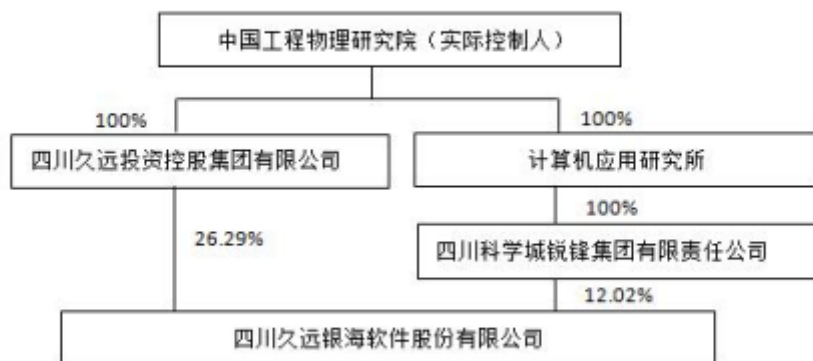 中国工程物理研究院（实际控制人）
100%
100%
四川久远投资控股集团有限公司
计算机应用研究所
100%
26.29%
四川科学城锐锋集团有限责任公司
12.02%
四川久远银海软件股份有限公司